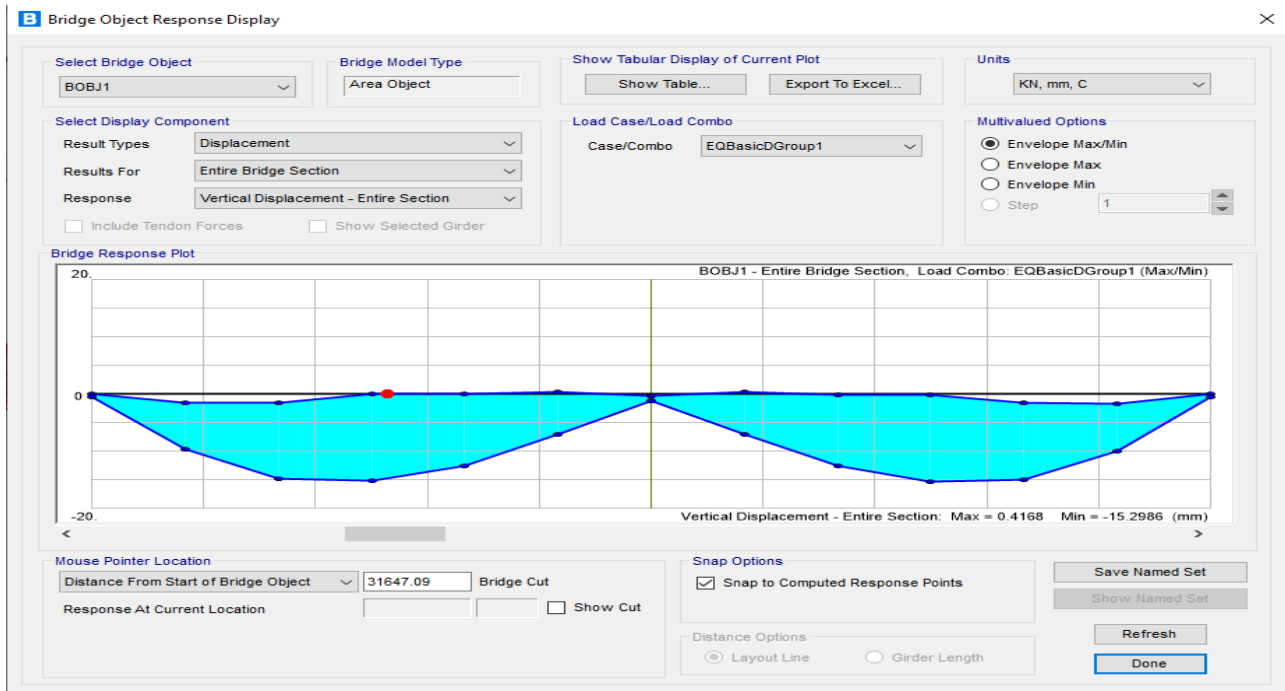 B Bridge Object Response Display
Select Bridge Object
BOBJ1
Bridge Model Type
Area Object
Show Tabular Display of Current Plot
Show Table... Export To Excel...
Units
KN, mm, C
Select Display Component
Result Types Displacement
Results For Entire Bridge Section
Response Vertical Displacement - Entire Section
Include Tendon Forces Show Selected Girder
Load Case/Load Combo
Case/Combo EQBasicDGroup1
Multivalued Options
Envelope Max/Min
Envelope Max
Envelope Min
Step 1
Bridge Response Plot
20.
BOBJ1 - Entire Bridge Section, Load Combo: EQBasicDGroup1 (Max/Min)
0
-20.
Vertical Displacement - Entire Section: Max = 0.4168 Min = -15.2986 (mm)
Mouse Pointer Location
Distance From Start of Bridge Object 31647.09 Bridge Cut
Response At Current Location Show Cut
Snap Options
Snap to Computed Response Points
Distance Options
Layout Line Girder Length
Save Named Set
Show Named Set
Refresh
Done